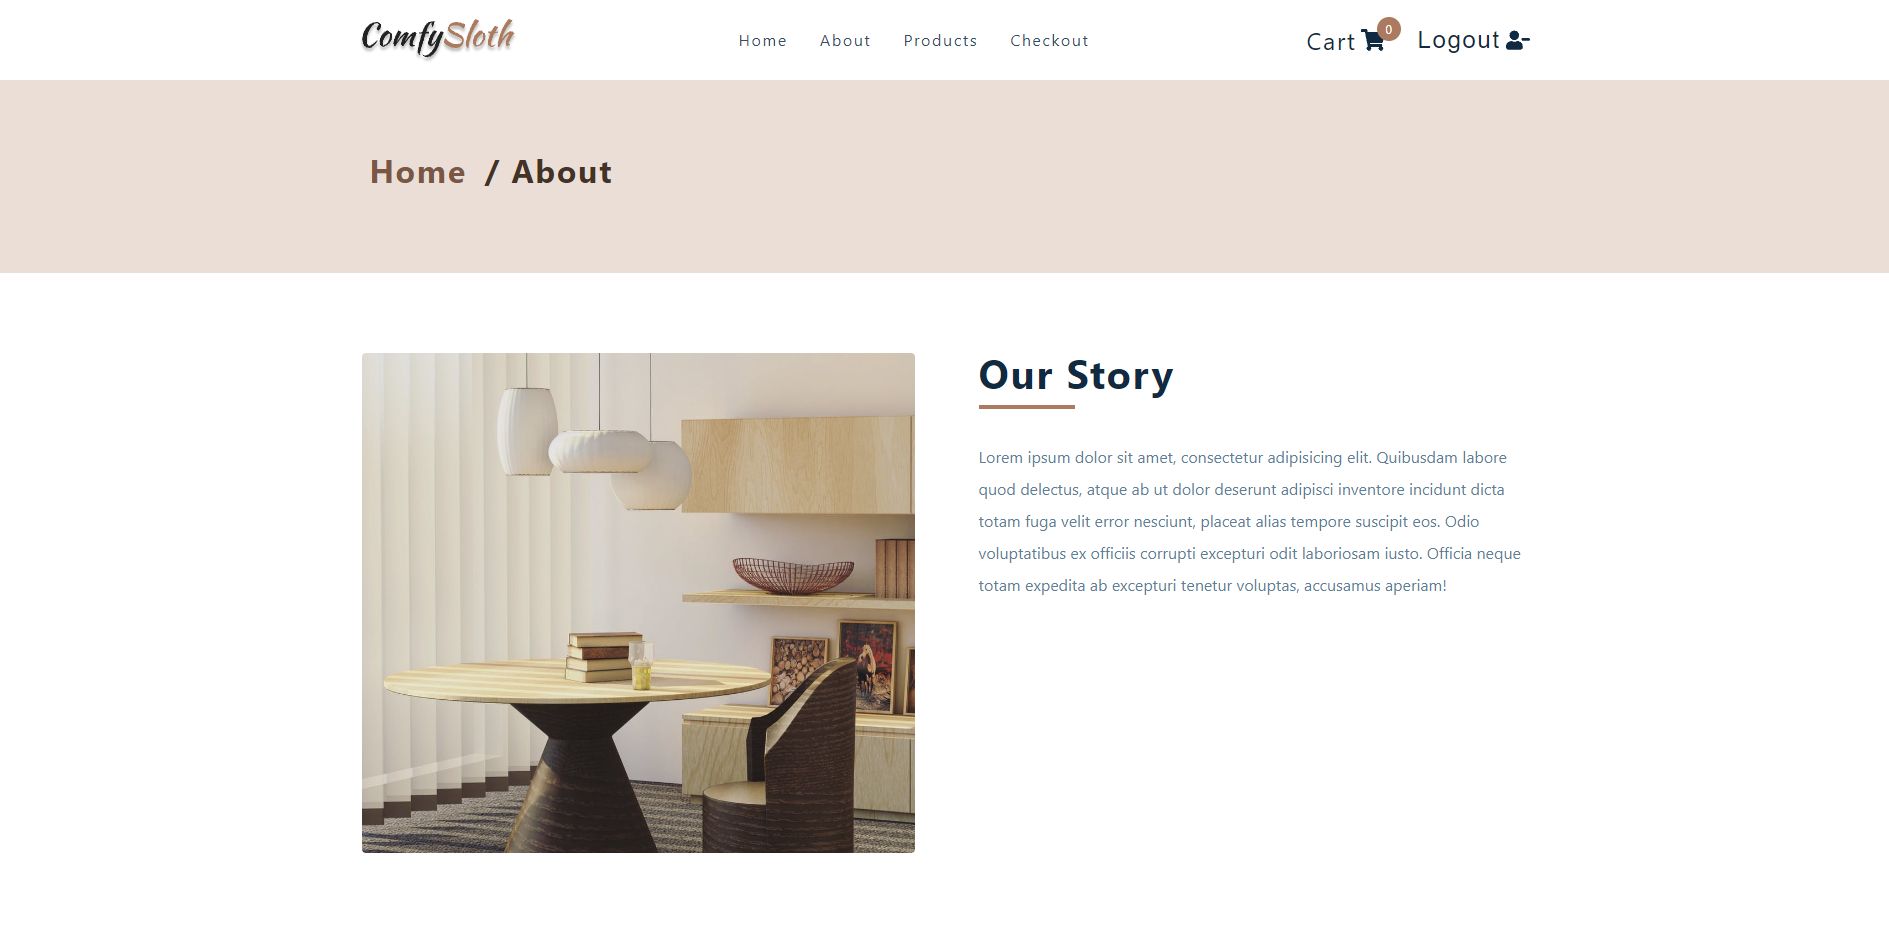 ComfySloth
Home About Products Checkout
Cart 0 Logout
Home / About
Our Story
Lorem ipsum dolor sit amet, consectetur adipisicing elit. Quibusdam labore
quod delectus, atque ab ut dolor deserunt adipisci inventore incidunt dicta
totam fuga velit error nesciunt, placeat alias tempore suscipit eos. Odio
voluptatibus ex officiis corrupti excepturi odit laboriosam iusto. Officia neque
totam expedita ab excepturi tenetur voluptas, accusamus aperiam!